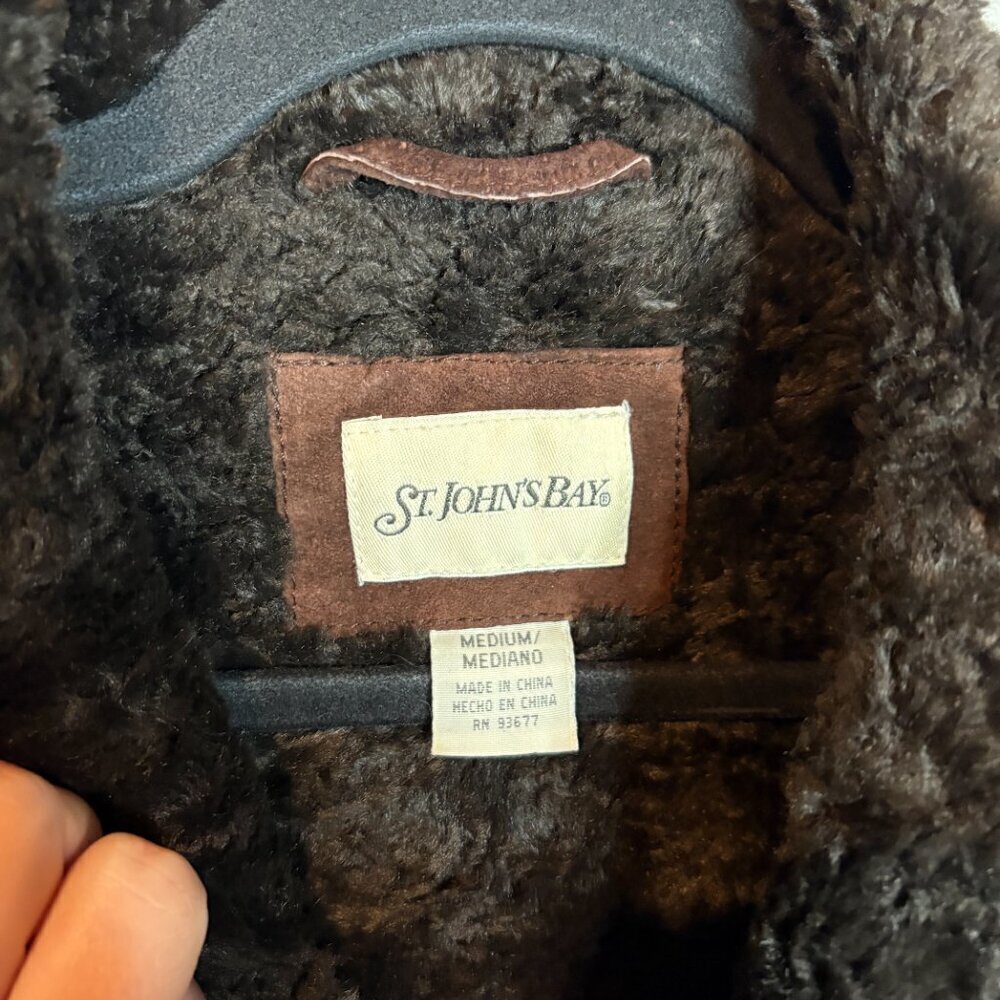 ST. JOHN'S BAY®
MEDIUM/
MEDIANO
MADE IN CHINA
HECHO EN CHINA
RN 93677